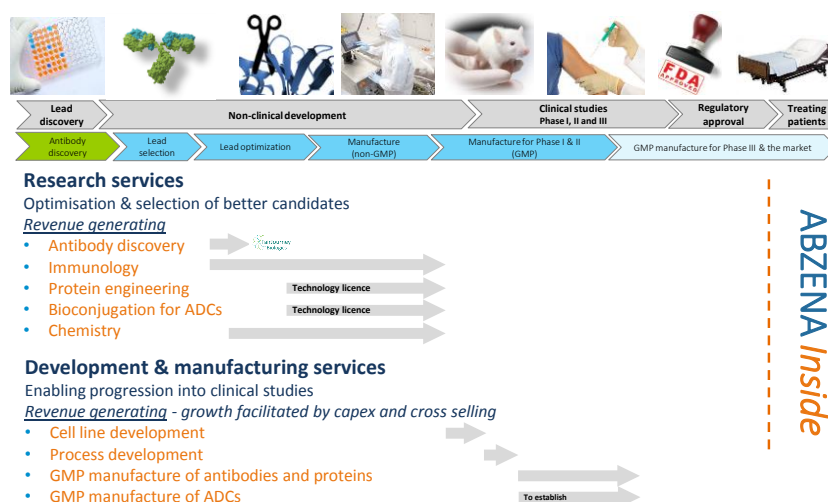 FDA
APPROVED
Lead
discovery
Non-clinical development
Clinical studies
Phase I, II and III
Regulatory
approval
Treating
patients
Antibody
discovery
Lead
selection
Lead optimization
Manufacture
(non-GMP)
Manufacture for Phase I & II
(GMP)
GMP manufacture for Phase III & the market
Research services
Optimisation & selection of better candidates
Revenue generating
• Antibody discovery
• Immunology
• Protein engineering
Technology licence
• Bioconjugation for ADCs
Technology licence
• Chemistry
Development & manufacturing services
Enabling progression into clinical studies
Revenue generating - growth facilitated by capex and cross selling
• Cell line development
• Process development
• GMP manufacture of antibodies and proteins
• GMP manufacture of ADCs
To establish
ABZENA Inside